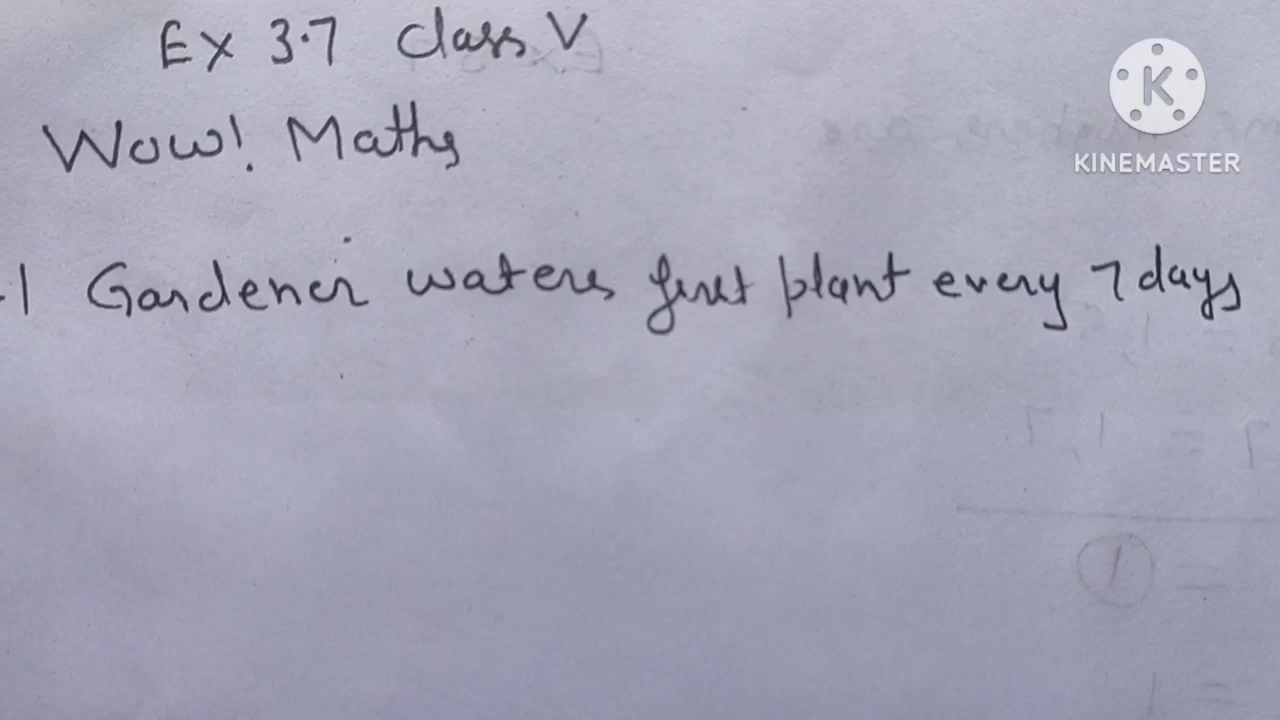 Ex 3.7 Class V
Wow! Maths
K
KINEMASTER
.1 Gardener waters first plant every 7 days